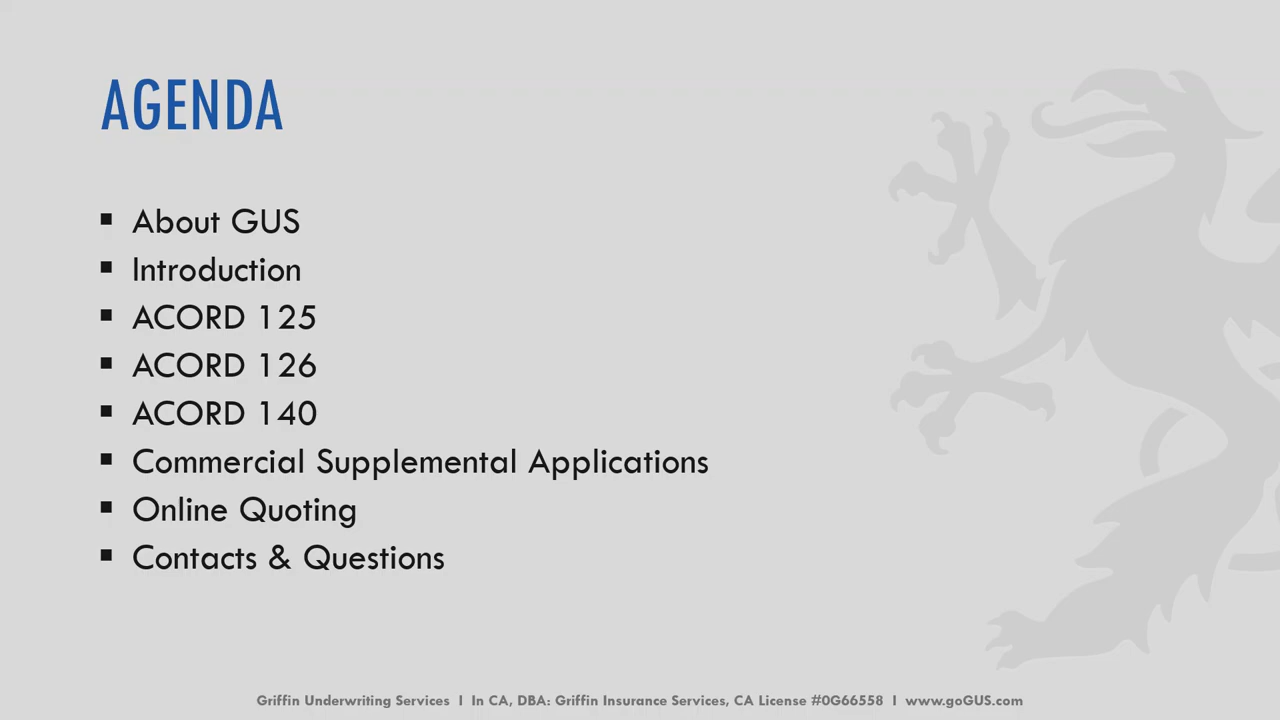 AGENDA
▪ About GUS
▪ Introduction
▪ ACORD 125
▪ ACORD 126
▪ ACORD 140
▪ Commercial Supplemental Applications
▪ Online Quoting
▪ Contacts & Questions
Griffin Underwriting Services I In CA, DBA: Griffin Insurance Services, CA License #0G66558 I www.goGUS.com